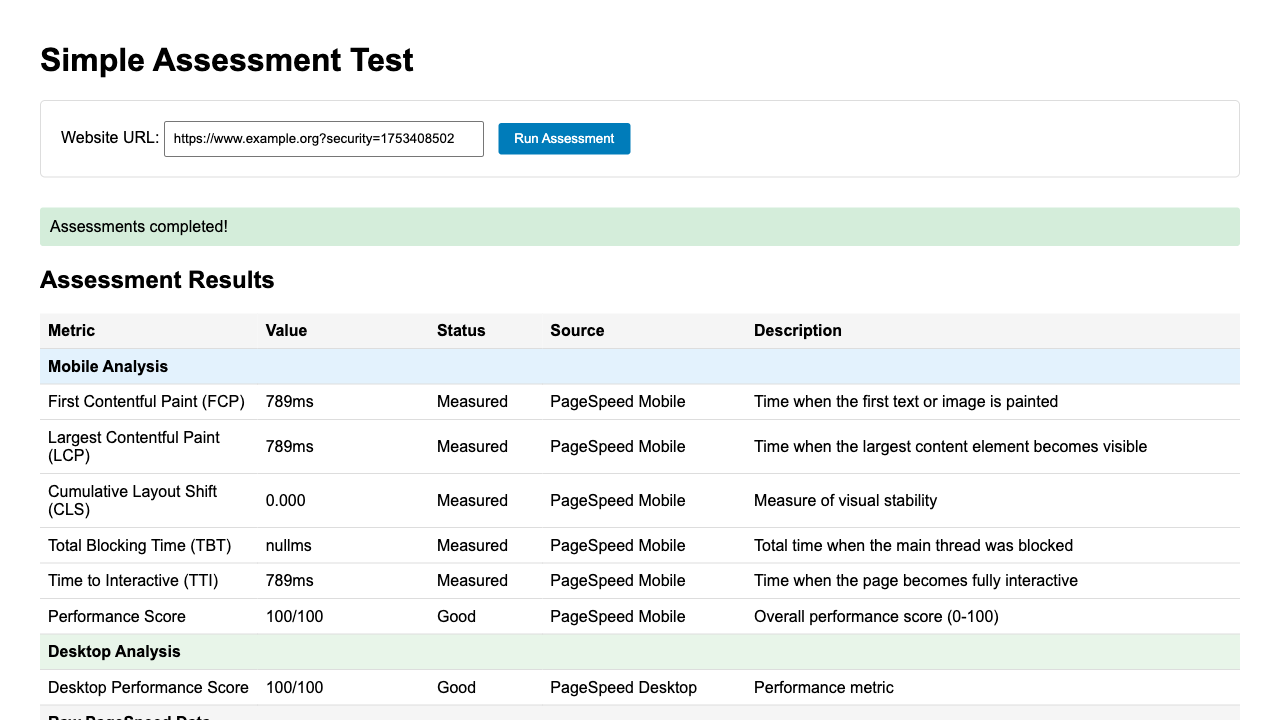 Simple Assessment Test
Website URL: https://www.example.org?security=1753408502 Run Assessment
Assessments completed!
Assessment Results
Metric Value Status Source Description
Mobile Analysis
First Contentful Paint (FCP) 789ms Measured PageSpeed Mobile Time when the first text or image is painted
Largest Contentful Paint
(LCP) 789ms Measured PageSpeed Mobile Time when the largest content element becomes visible
Cumulative Layout Shift
(CLS) 0.000 Measured PageSpeed Mobile Measure of visual stability
Total Blocking Time (TBT) nullms Measured PageSpeed Mobile Total time when the main thread was blocked
Time to Interactive (TTI) 789ms Measured PageSpeed Mobile Time when the page becomes fully interactive
Performance Score 100/100 Good PageSpeed Mobile Overall performance score (0-100)
Desktop Analysis
Desktop Performance Score 100/100 Good PageSpeed Desktop Performance metric
Raw PageSpeed Data